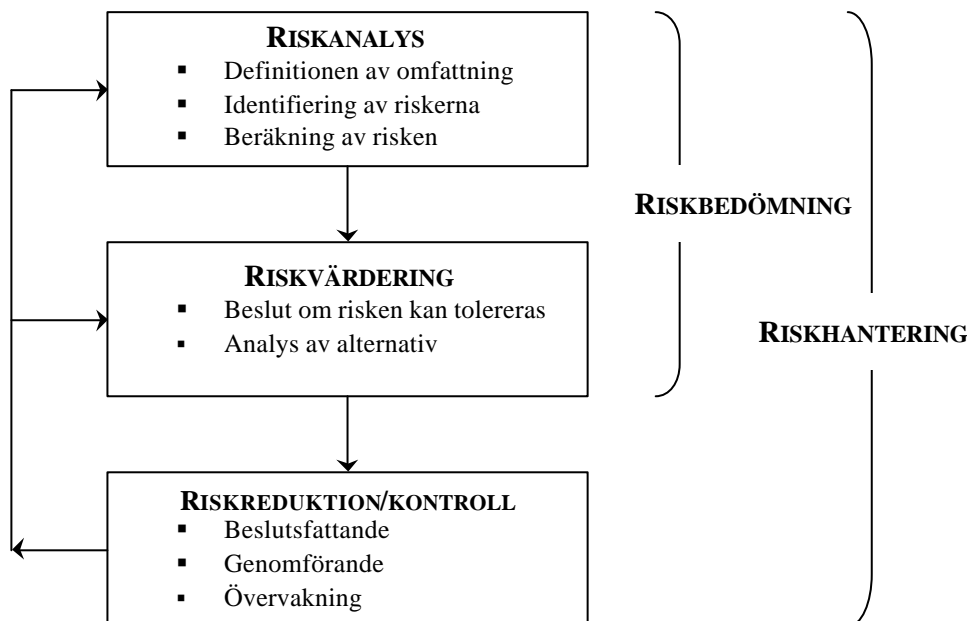 RISKANALYS
▪ Definitionen av omfattning
▪ Identifiering av riskerna
▪ Beräkning av risken
RISKBEDÖMNING
RISKVÄRDERING
▪ Beslut om risken kan tolereras
▪ Analys av alternativ
RISKHANTERING
RISKREDUKTION/KONTROLL
▪ Beslutsfattande
▪ Genomförande
▪ Övervakning